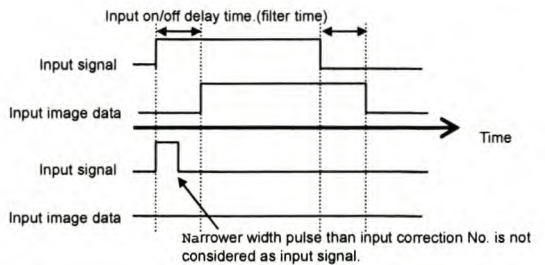 Input on/off delay time.(filter time)
Input signal
Input image data
Time
Input signal
Input image data
Narrower width pulse than input correction No. is not
considered as input signal.